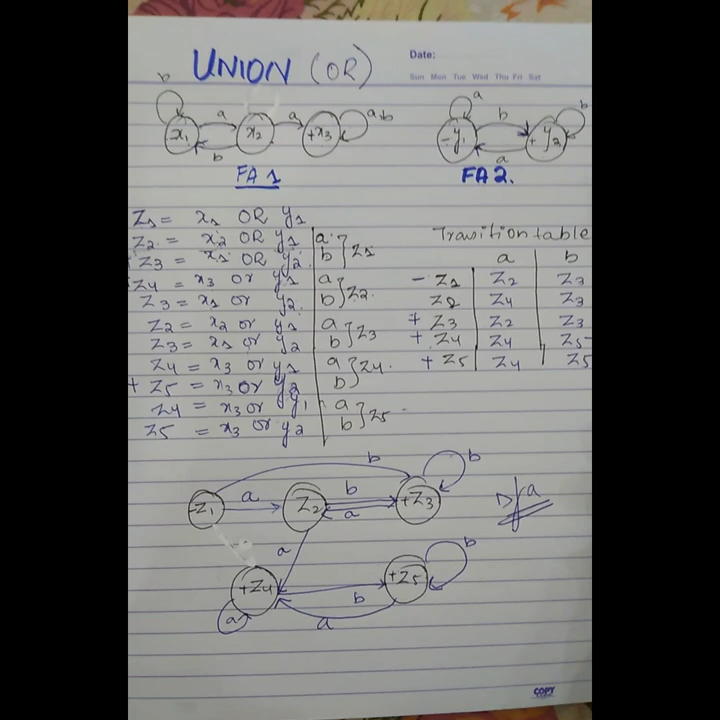 Date:
UNION (OR)
Sun Mon Tue Wed Thu Fri Sat
b a a a,b a b b
-x1 x2 +x3 -y1 + y2
b a
FA 1 FA 2.
Z1 = x1 OR y1
Z2 = x2 OR y1 a
+ Z3 = x1 OR y2 b } Z1
+ Z4 = x3 or y1 a
Z3 = x1 or y2 b } Z2
Z2 = x2 or y1 a
Z3 = x1 or y2 b } Z3
Z4 = x3 or y1 a
+ Z5 = x3 or y2 b } Z4
Z4 = x3 or y1 a
Z5 = x3 or y2 b } Z5
Transition table
a b
- Z1 Z2 Z3
Z2 Z4 Z3
+ Z3 Z2 Z3
+ Z4 Z4 Z5
+ Z5 Z4 Z5
b b
-Z1 a Z2 b a +Z3
a b
+Z4 b +Z5
a a
COPY